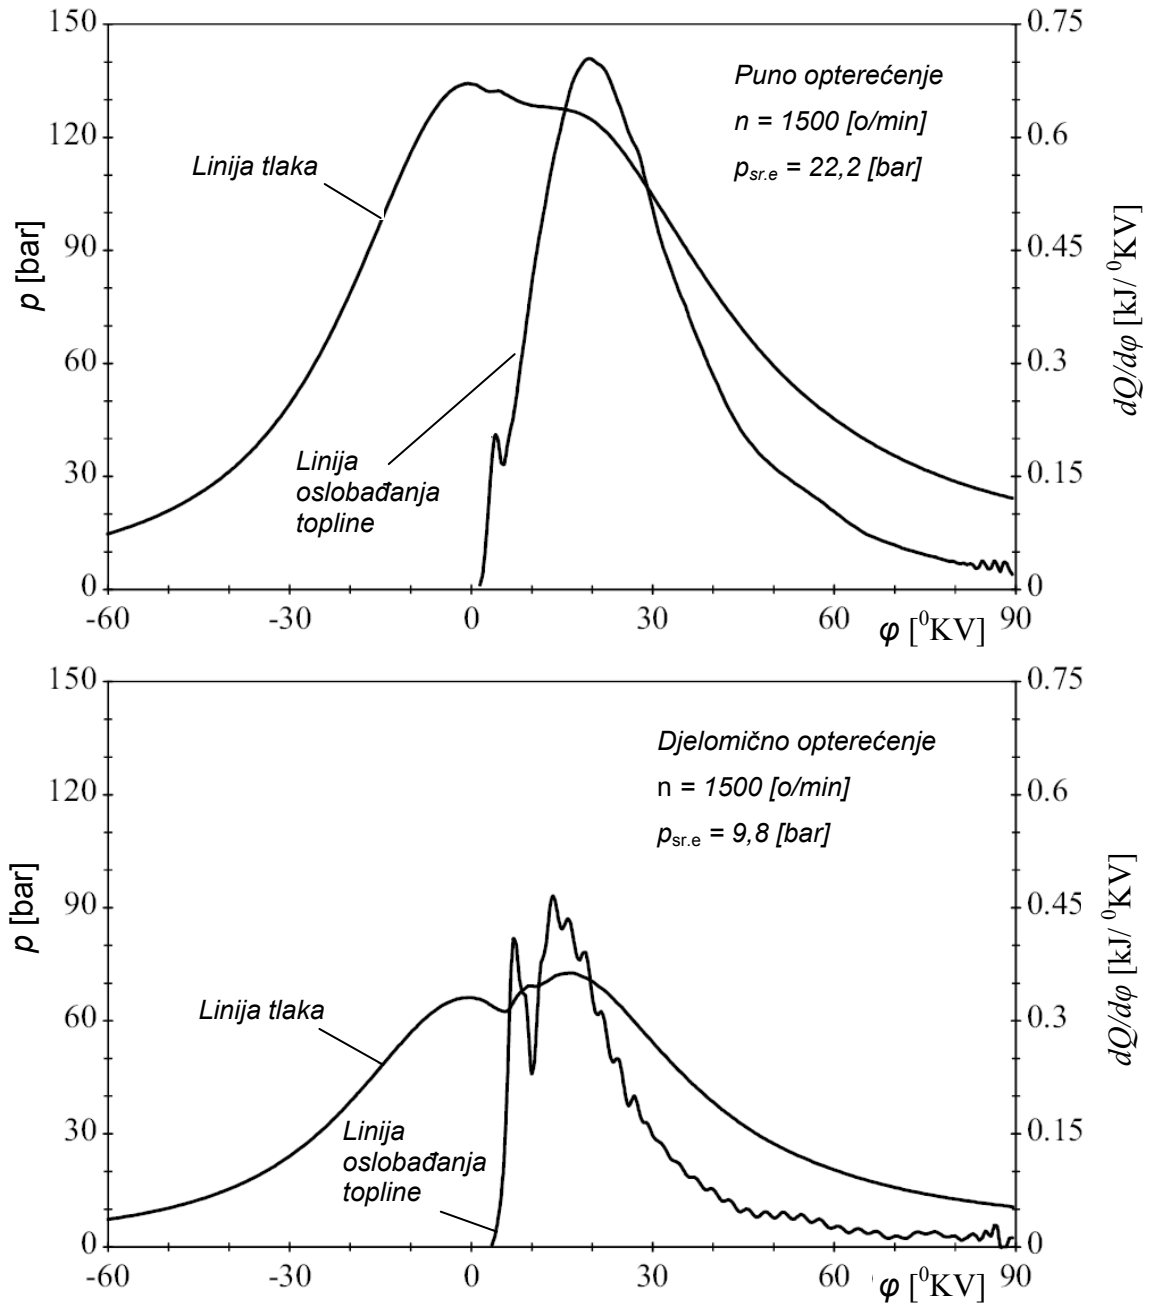 150
120
90
60
30
0
p [bar]
0.75
0.6
0.45
0.3
0.15
0
dQ/dφ [kJ/ ⁰KV]
Puno opterećenje
n = 1500 [o/min]
p_sr.e = 22,2 [bar]
Linija tlaka
Linija
oslobađanja
topline
-60 -30 0 30 60 90
φ [⁰KV]
150
120
90
60
30
0
p [bar]
0.75
0.6
0.45
0.3
0.15
0
dQ/dφ [kJ/ ⁰KV]
Djelomično opterećenje
n = 1500 [o/min]
p_sr.e = 9,8 [bar]
Linija tlaka
Linija
oslobađanja
topline
-60 -30 0 30 60 90
φ [⁰KV]